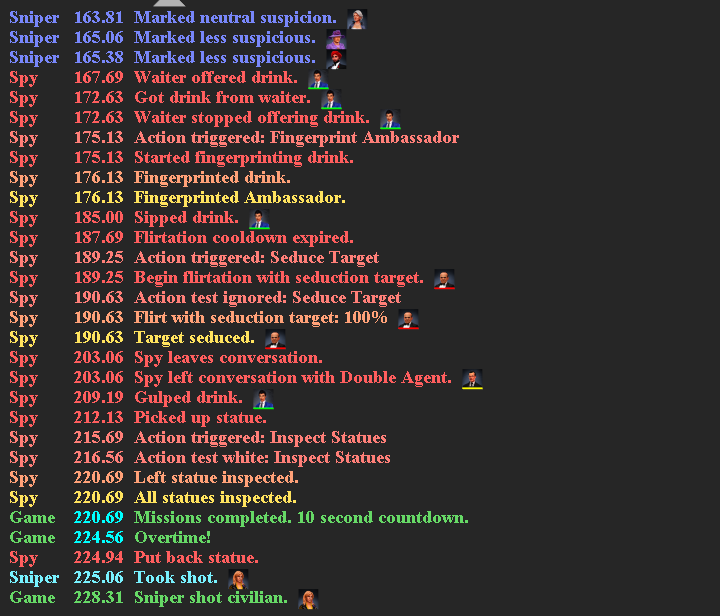 Sniper 163.81 Marked neutral suspicion.
Sniper 165.06 Marked less suspicious.
Sniper 165.38 Marked less suspicious.
Spy 167.69 Waiter offered drink.
Spy 172.63 Got drink from waiter.
Spy 172.63 Waiter stopped offering drink.
Spy 175.13 Action triggered: Fingerprint Ambassador
Spy 175.13 Started fingerprinting drink.
Spy 176.13 Fingerprinted drink.
Spy 176.13 Fingerprinted Ambassador.
Spy 185.00 Sipped drink.
Spy 187.69 Flirtation cooldown expired.
Spy 189.25 Action triggered: Seduce Target
Spy 189.25 Begin flirtation with seduction target.
Spy 190.63 Action test ignored: Seduce Target
Spy 190.63 Flirt with seduction target: 100%
Spy 190.63 Target seduced.
Spy 203.06 Spy leaves conversation.
Spy 203.06 Spy left conversation with Double Agent.
Spy 209.19 Gulped drink.
Spy 212.13 Picked up statue.
Spy 215.69 Action triggered: Inspect Statues
Spy 216.56 Action test white: Inspect Statues
Spy 220.69 Left statue inspected.
Spy 220.69 All statues inspected.
Game 220.69 Missions completed. 10 second countdown.
Game 224.56 Overtime!
Spy 224.94 Put back statue.
Sniper 225.06 Took shot.
Game 228.31 Sniper shot civilian.